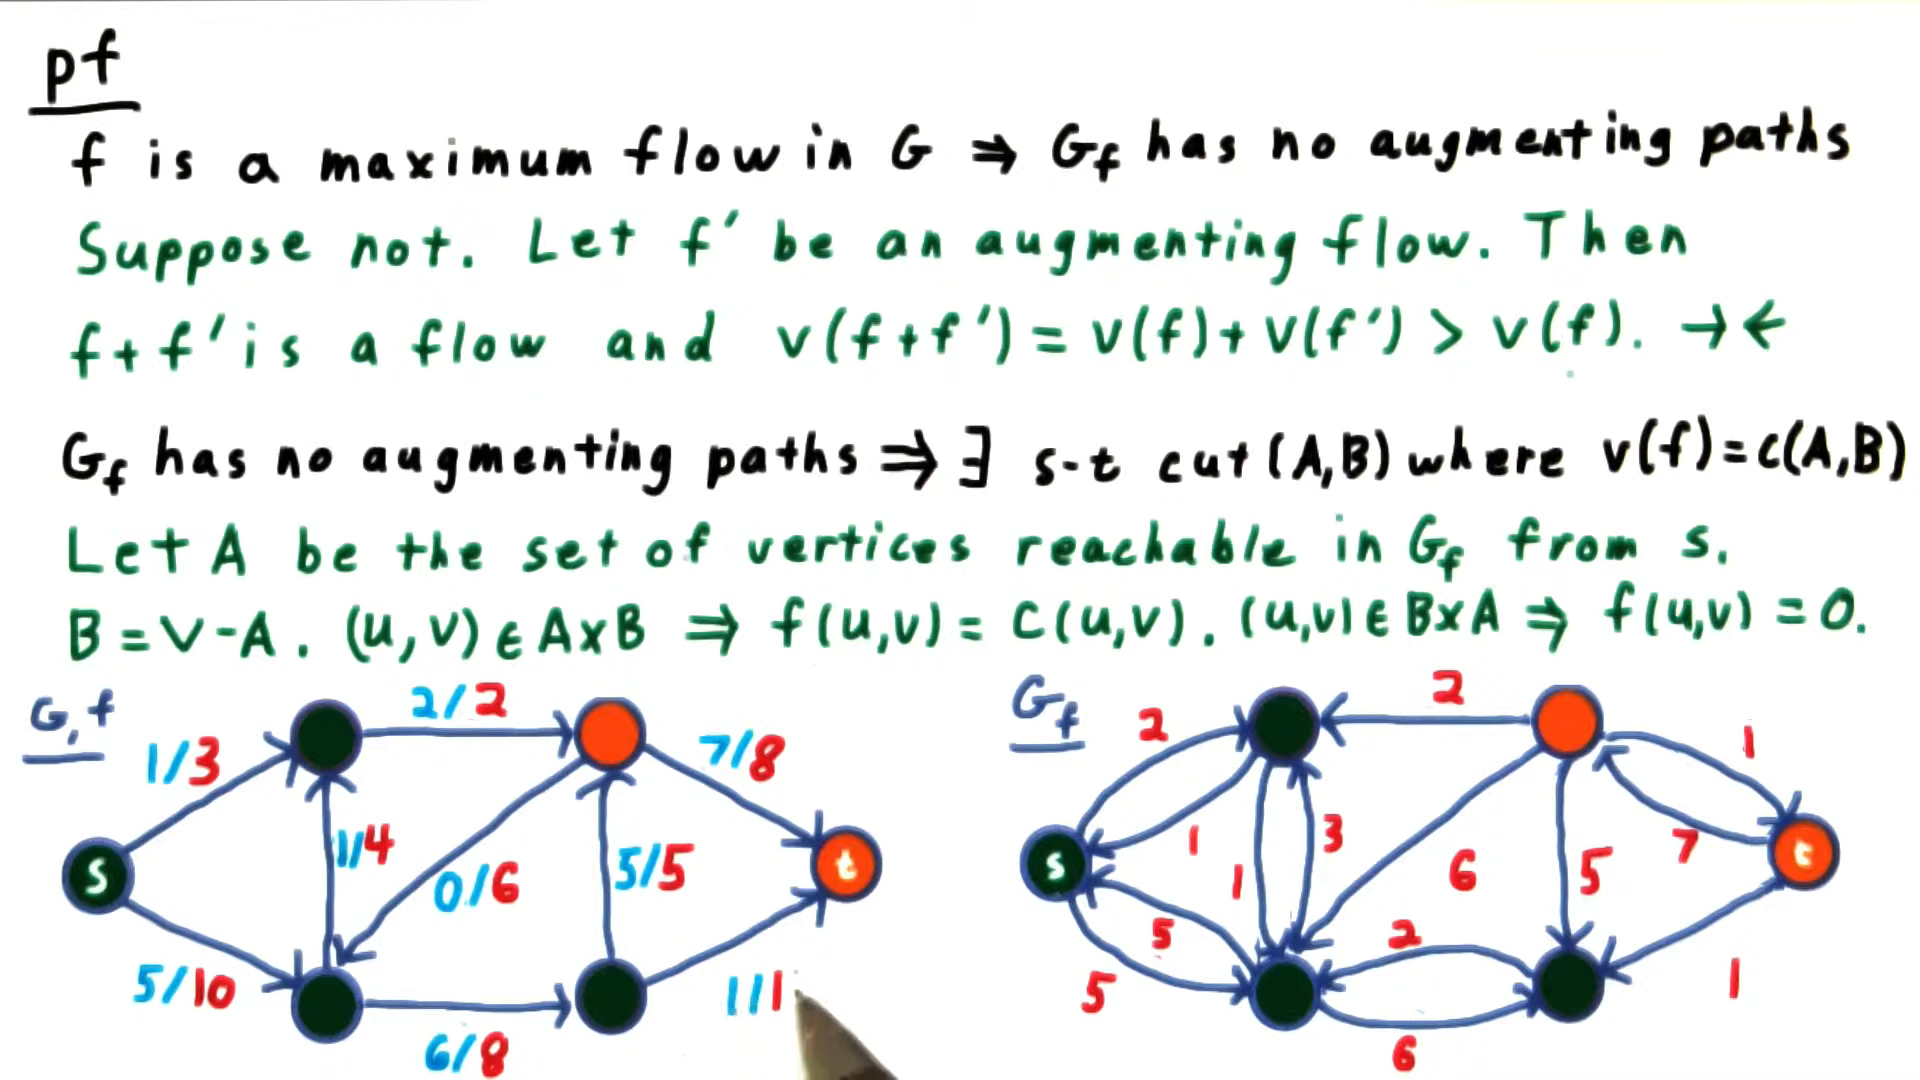 pf
f is a maximum flow in G ⇒ Gf has no augmenting paths
Suppose not. Let f' be an augmenting flow. Then
f+f' is a flow and v(f+f') = v(f)+v(f') > v(f). →←
Gf has no augmenting paths ⇒ ∃ s-t cut (A,B) where v(f)=c(A,B)
Let A be the set of vertices reachable in Gf from s.
B = V-A. (u,v) ∈ A×B ⇒ f(u,v) = c(u,v). (u,v) ∈ B×A ⇒ f(u,v) = 0.
G, f
2/2
1/3
7/8
1/4
0/6
5/5
s
t
5/10
1/1
6/8
Gf
2
2
1
1
3
7
s
t
1
6
5
5
2
5
1
6